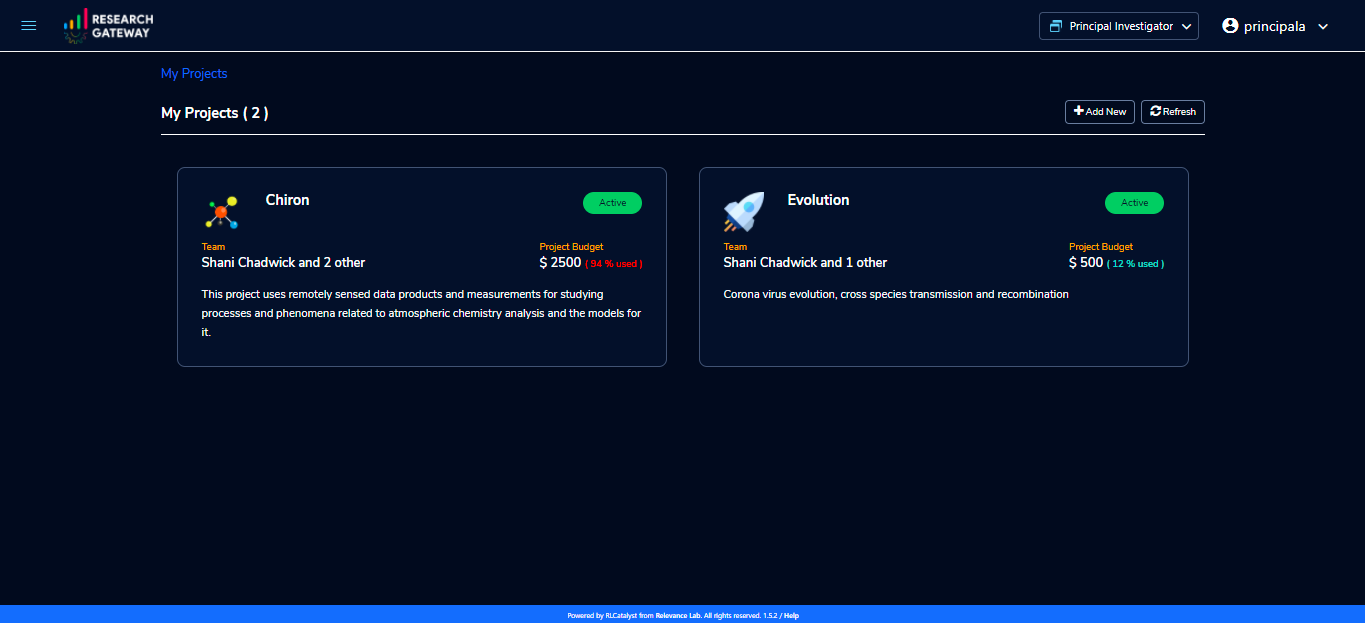 RESEARCH
GATEWAY
Principal Investigator
principala
My Projects
My Projects ( 2 )
Add New
Refresh
Chiron
Active
Team
Project Budget
Shani Chadwick and 2 other
$ 2500 ( 94 % used )
This project uses remotely sensed data products and measurements for studying
processes and phenomena related to atmospheric chemistry analysis and the models for
it.
Evolution
Active
Team
Project Budget
Shani Chadwick and 1 other
$ 500 ( 12 % used )
Corona virus evolution, cross species transmission and recombination
Powered by RLCatalyst from Relevance Lab. All rights reserved. 1.5.2 / Help